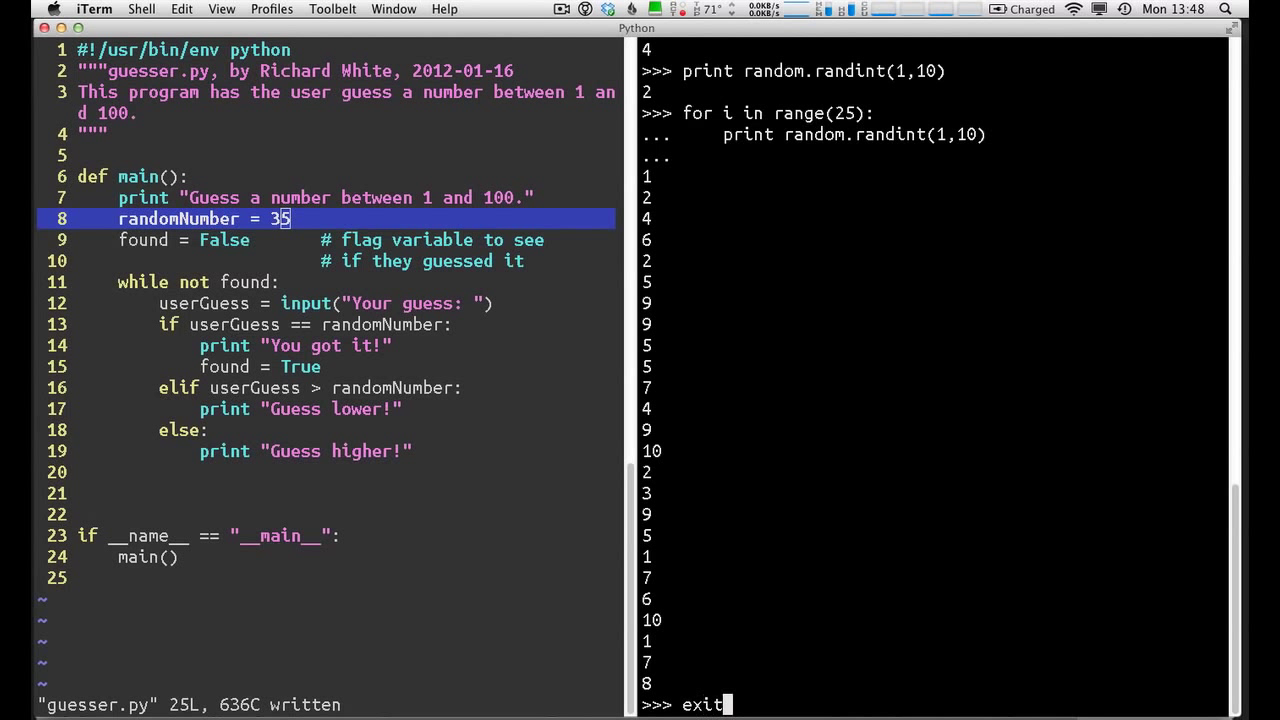 iTerm Shell Edit View Profiles Toolbelt Window Help 71° 0.0KB/s 0.0KB/s Charged Mon 13:48
Python
1 #!/usr/bin/env python
2 """guesser.py, by Richard White, 2012-01-16
3 This program has the user guess a number between 1 an
d 100.
4 """
5
6 def main():
7 print "Guess a number between 1 and 100."
8 randomNumber = 35
9 found = False # flag variable to see
10 # if they guessed it
11 while not found:
12 userGuess = input("Your guess: ")
13 if userGuess == randomNumber:
14 print "You got it!"
15 found = True
16 elif userGuess > randomNumber:
17 print "Guess lower!"
18 else:
19 print "Guess higher!"
20
21
22
23 if __name__ == "__main__":
24 main()
25
~
~
~
~
~
"guesser.py" 25L, 636C written
4
>>> print random.randint(1,10)
2
>>> for i in range(25):
... print random.randint(1,10)
...
1
2
4
6
2
5
9
9
5
5
7
4
9
10
2
3
9
5
1
7
6
10
1
7
8
>>> exit